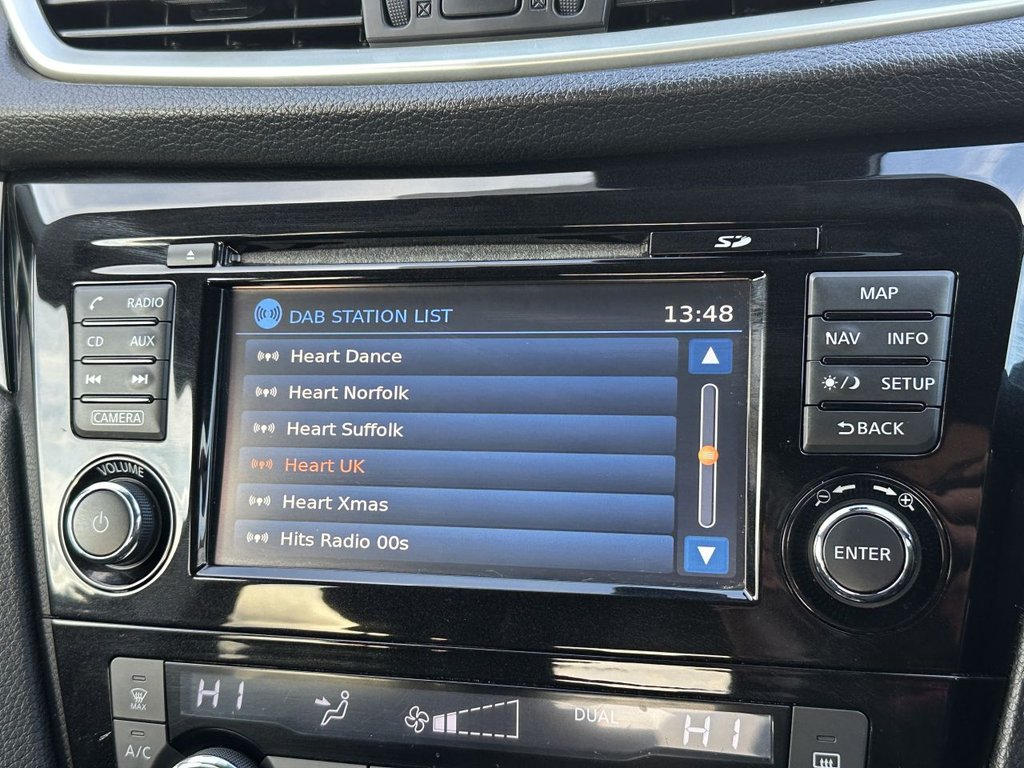 SD
RADIO
CD AUX
CAMERA
VOLUME
DAB STATION LIST 13:48
Heart Dance
Heart Norfolk
Heart Suffolk
Heart UK
Heart Xmas
Hits Radio 00s
MAP
NAV INFO
SETUP
BACK
ENTER
MAX
A/C
HI
DUAL
HI